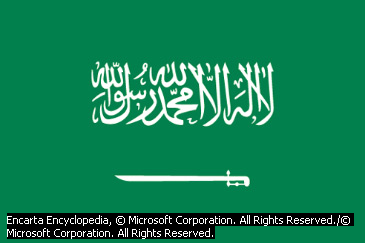 لا إله إلا الله محمد رسول الله
Encarta Encyclopedia, © Microsoft Corporation. All Rights Reserved./©
Microsoft Corporation. All Rights Reserved.